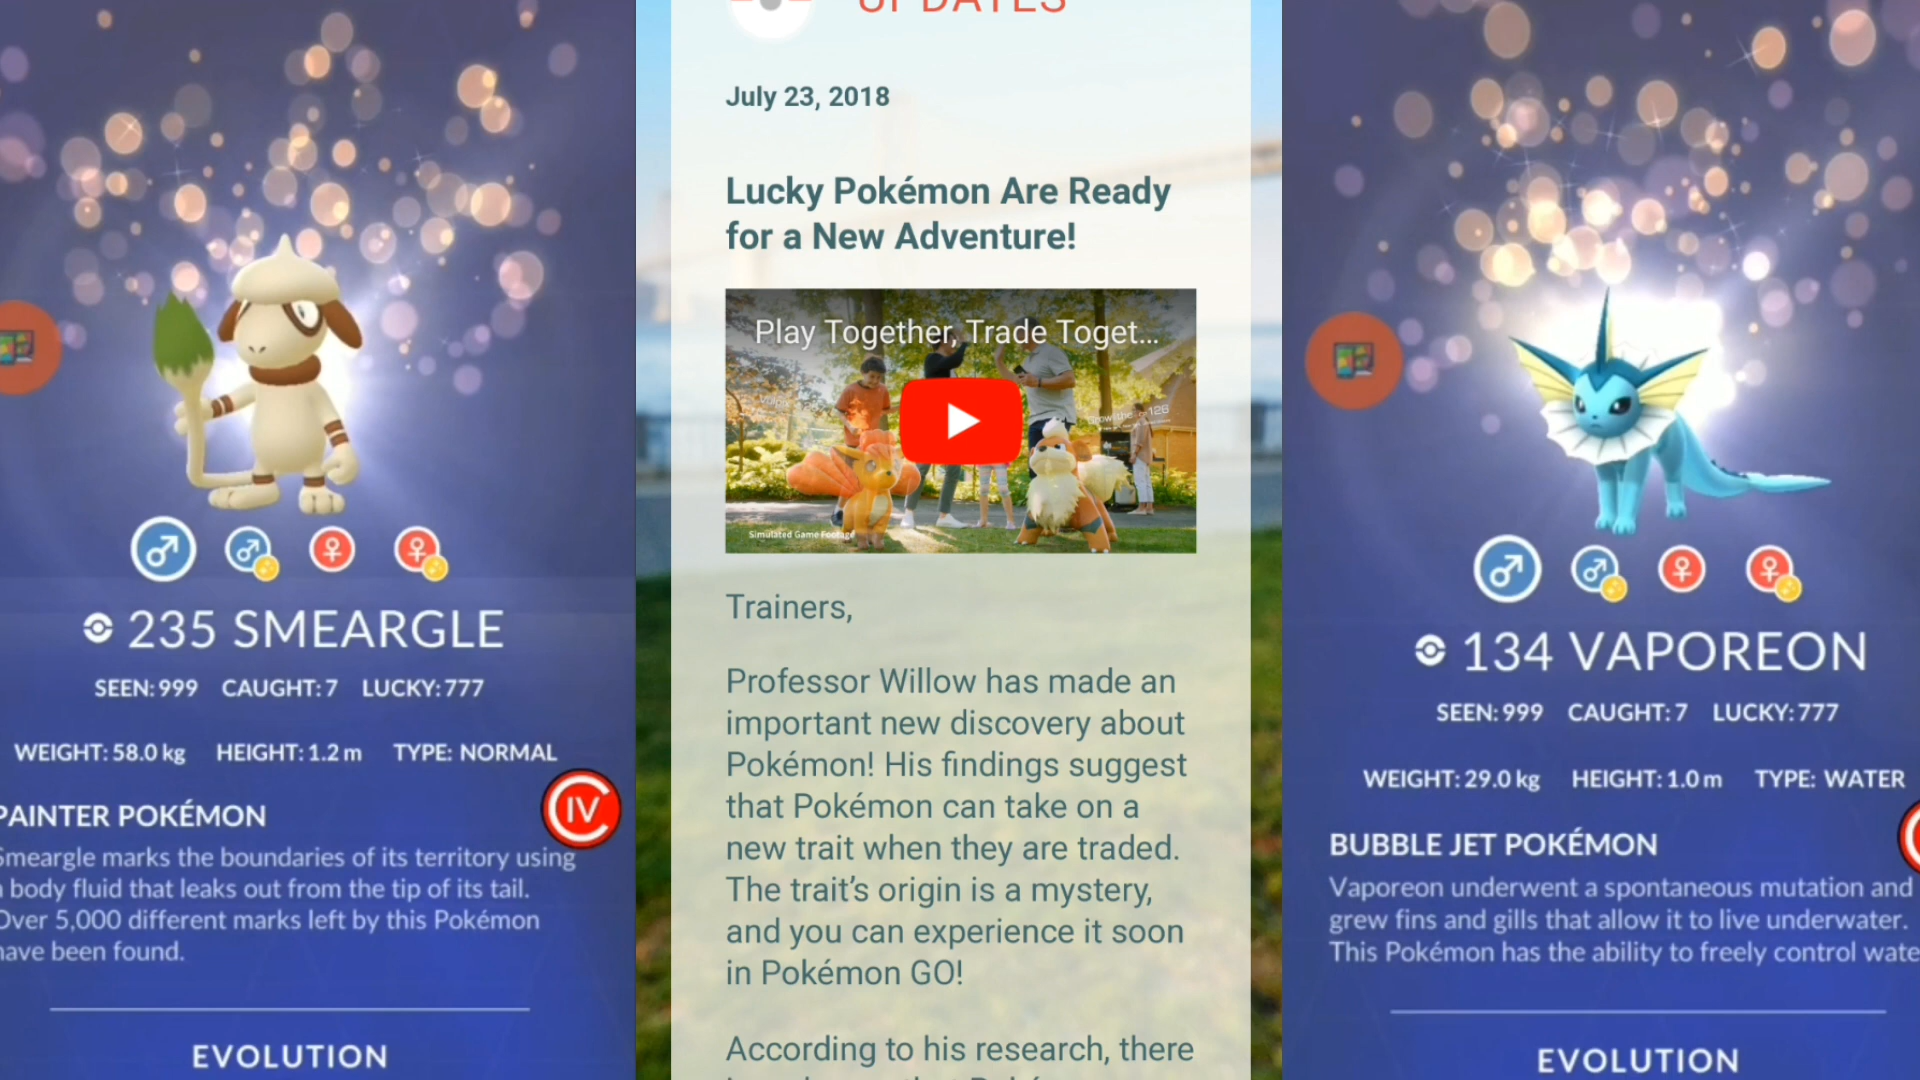 235 SMEARGLE
SEEN: 999 CAUGHT: 7 LUCKY: 777
WEIGHT: 58.0 kg HEIGHT: 1.2 m TYPE: NORMAL
PAINTER POKÉMON
IV
Smeargle marks the boundaries of its territory using
a body fluid that leaks out from the tip of its tail.
Over 5,000 different marks left by this Pokémon
have been found.
EVOLUTION
UPDATES
July 23, 2018
Lucky Pokémon Are Ready
for a New Adventure!
Play Together, Trade Toget...
Growlithe 126
Simulated Game Footage
Trainers,
Professor Willow has made an
important new discovery about
Pokémon! His findings suggest
that Pokémon can take on a
new trait when they are traded.
The trait's origin is a mystery,
and you can experience it soon
in Pokémon GO!
According to his research, there
134 VAPOREON
SEEN: 999 CAUGHT: 7 LUCKY: 777
WEIGHT: 29.0 kg HEIGHT: 1.0 m TYPE: WATER
BUBBLE JET POKÉMON
Vaporeon underwent a spontaneous mutation and
grew fins and gills that allow it to live underwater.
This Pokémon has the ability to freely control wate
EVOLUTION